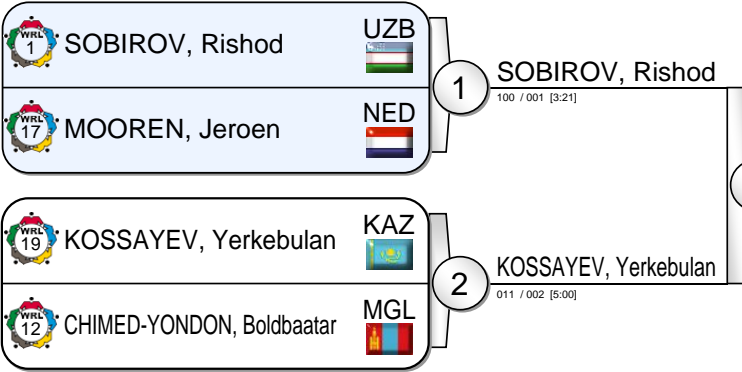 WRL
1
SOBIROV, Rishod
UZB
WRL
17
MOOREN, Jeroen
NED
1
SOBIROV, Rishod
100 / 001 [3:21]
WRL
19
KOSSAYEV, Yerkebulan
KAZ
WRL
12
CHIMED-YONDON, Boldbaatar
MGL
2
KOSSAYEV, Yerkebulan
011 / 002 [5:00]